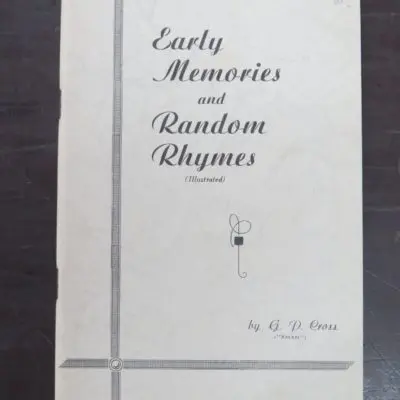 Early
Memories
and
Random
Rhymes
(Illustrated)
by G. P. Cross